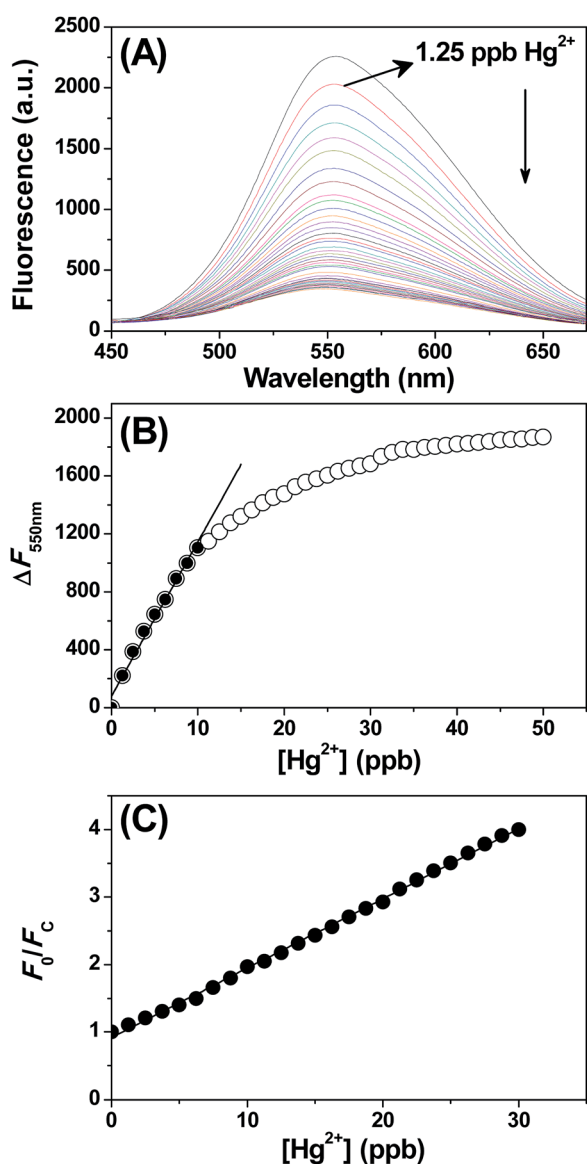 (A)
1.25 ppb Hg²⁺
2500
2000
1500
1000
500
0
Fluorescence (a.u.)
450 500 550 600 650
Wavelength (nm)
(B)
2000
1600
1200
800
400
0
ΔF550nm
0 10 20 30 40 50
[Hg²⁺] (ppb)
(C)
4
3
2
1
0
F0/FC
0 10 20 30
[Hg²⁺] (ppb)